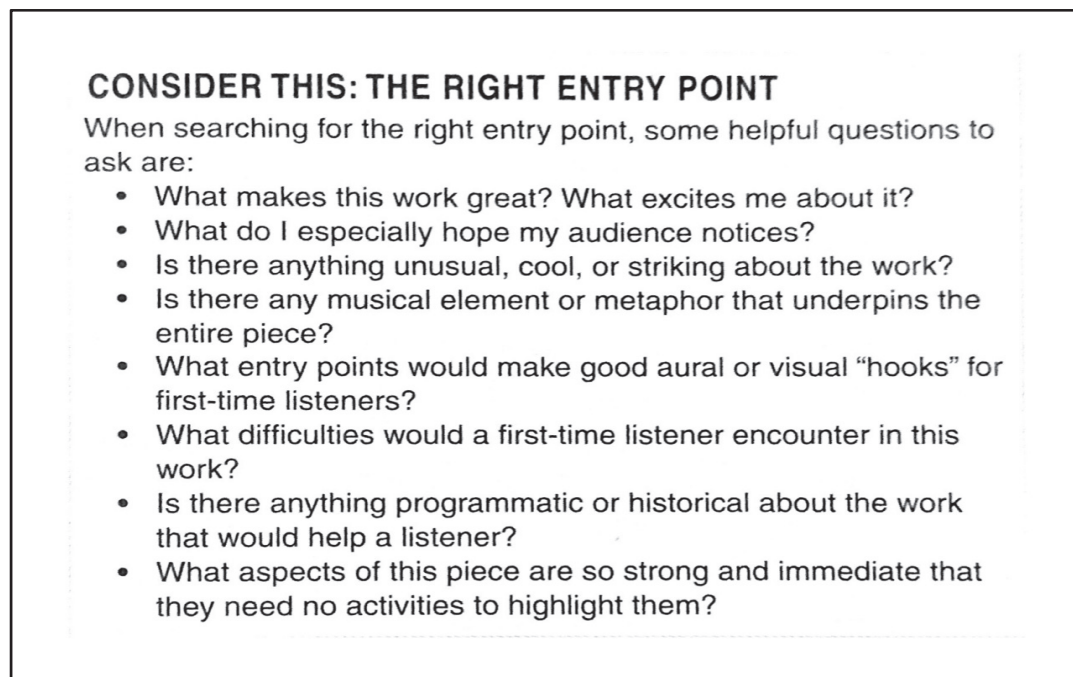 CONSIDER THIS: THE RIGHT ENTRY POINT
When searching for the right entry point, some helpful questions to
ask are:
• What makes this work great? What excites me about it?
• What do I especially hope my audience notices?
• Is there anything unusual, cool, or striking about the work?
• Is there any musical element or metaphor that underpins the
entire piece?
• What entry points would make good aural or visual “hooks” for
first-time listeners?
• What difficulties would a first-time listener encounter in this
work?
• Is there anything programmatic or historical about the work
that would help a listener?
• What aspects of this piece are so strong and immediate that
they need no activities to highlight them?